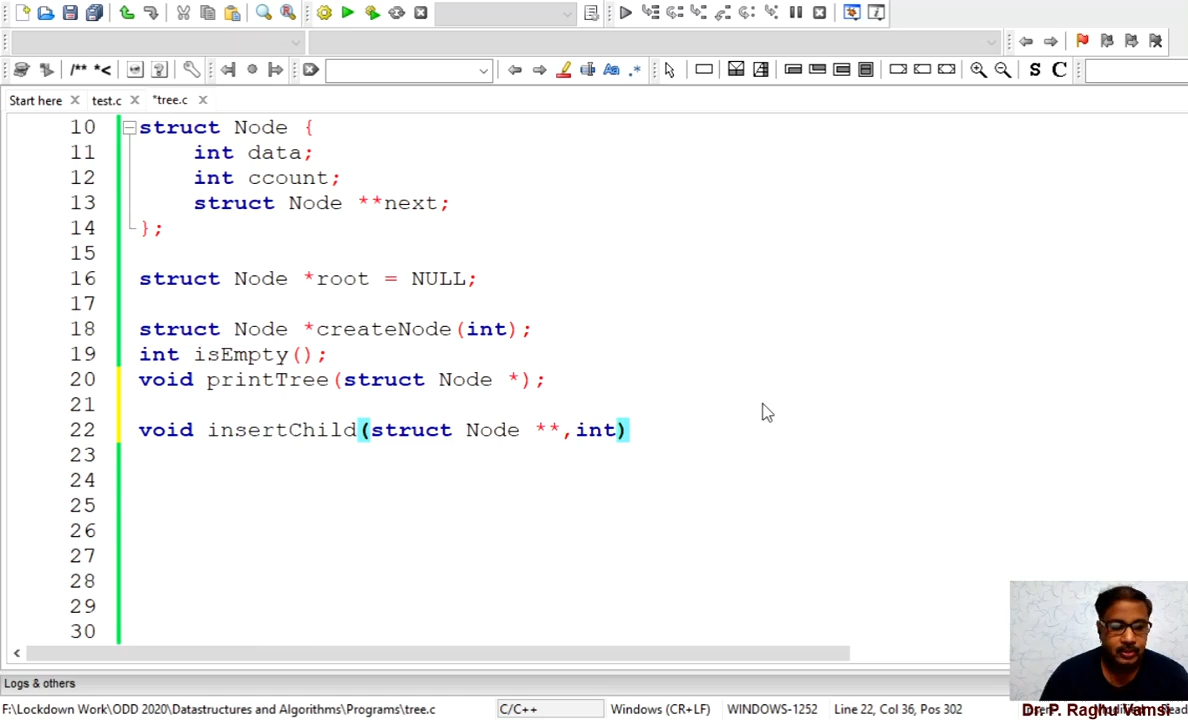 /** *<
S C
Start here test.c *tree.c
10 struct Node {
11 int data;
12 int ccount;
13 struct Node **next;
14 };
15
16 struct Node *root = NULL;
17
18 struct Node *createNode(int);
19 int isEmpty();
20 void printTree(struct Node *);
21
22 void insertChild(struct Node **,int)
23
24
25
26
27
28
29
30
Logs & others
F:\Lockdown Work\ODD 2020\Datastructures and Algorithms\Programs\tree.c C/C++ Windows (CR+LF) WINDOWS-1252 Line 22, Col 36, Pos 302
Dr. P. Raghu Vamsi